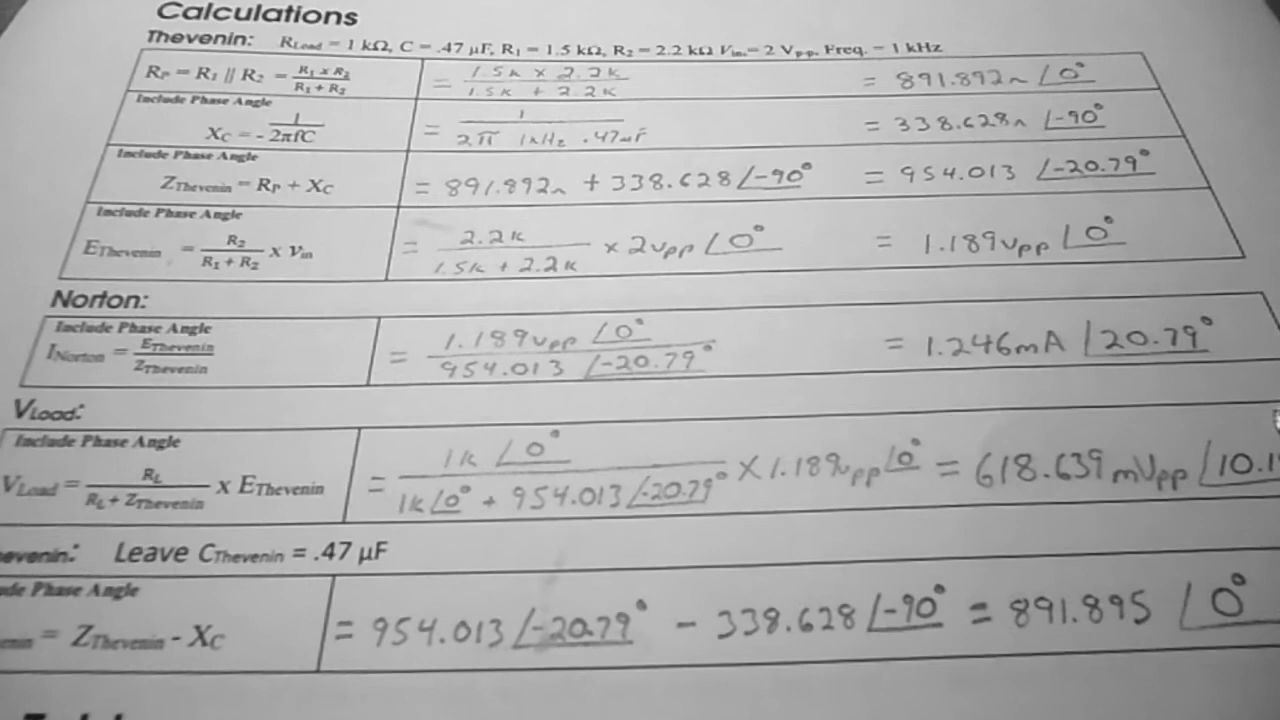 Calculations
Thevenin: RLoad = 1 kΩ, C = .47 µF, R1 = 1.5 kΩ, R2 = 2.2 kΩ Vin = 2 Vp.p. Freq. = 1 kHz
RP = R1 || R2 = R1 x R2 / R1 + R2 = 1.5k x 2.2k / 1.5k + 2.2k = 891.892Ω ∠0°
Include Phase Angle
XC = - 1 / 2πfC = 1 / 2π 1kHz .47µF = 338.628Ω ∠-90°
Include Phase Angle
ZThevenin = RP + XC = 891.892Ω + 338.628∠-90° = 954.013 ∠-20.79°
Include Phase Angle
EThevenin = R2 / R1 + R2 x Vin = 2.2k / 1.5k + 2.2k x 2Vpp ∠0° = 1.189Vpp ∠0°
Norton:
Include Phase Angle
INorton = EThevenin / ZThevenin = 1.189Vpp ∠0° / 954.013 ∠-20.79° = 1.246mA ∠20.79°
VLoad:
Include Phase Angle
VLoad = RL / RL + ZThevenin x EThevenin = 1k ∠0° / 1k∠0° + 954.013∠-20.79° x 1.189Vpp∠0° = 618.639mVpp ∠10.1
evenin: Leave CThevenin = .47 µF
ude Phase Angle
enin = ZThevenin - XC = 954.013∠-20.79° - 338.628∠-90° = 891.895 ∠0°